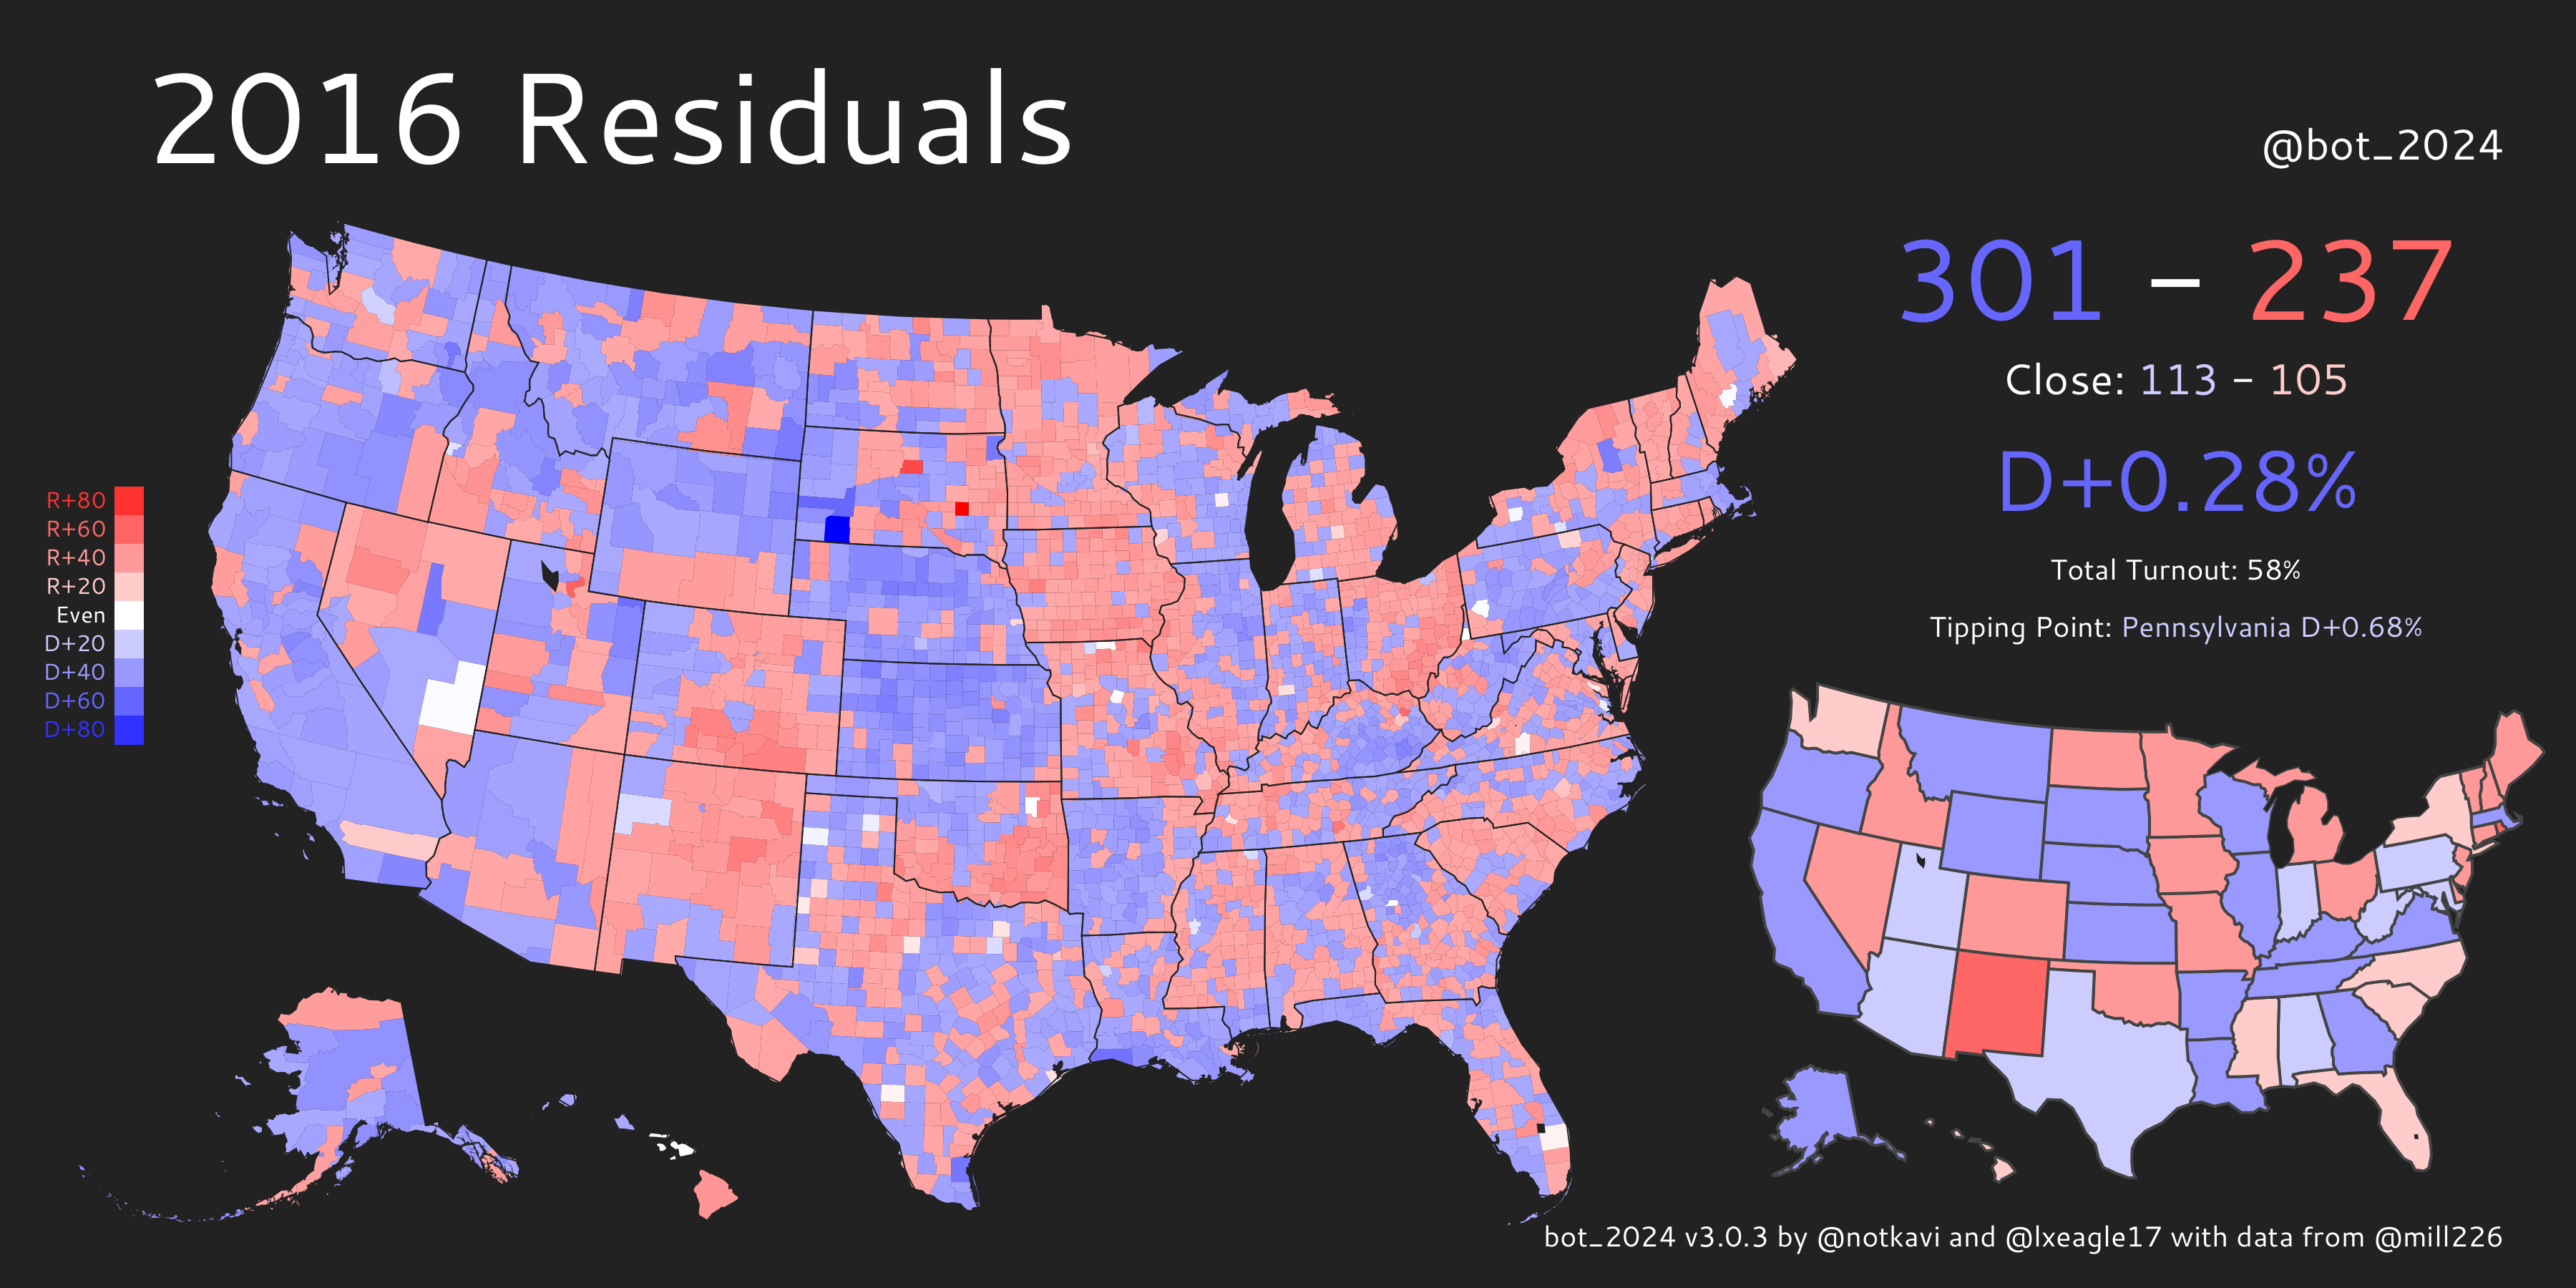 2016 Residuals
@bot_2024
301 – 237
Close: 113 - 105
D+0.28%
Total Turnout: 58%
Tipping Point: Pennsylvania D+0.68%
R+80
R+60
R+40
R+20
Even
D+20
D+40
D+60
D+80
bot_2024 v3.0.3 by @notkavi and @lxeagle17 with data from @mill226